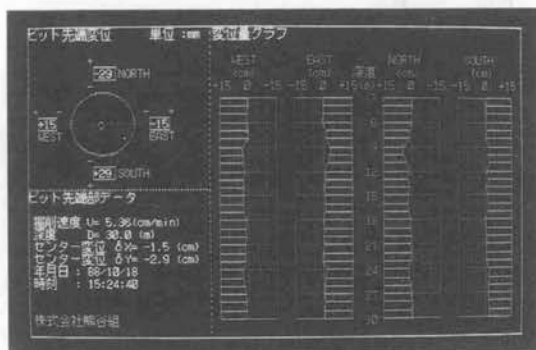 ビット先端変位 単位:mm
-29 NORTH
+15 WEST
-15 EAST
+29 SOUTH
ビット先端部データ
掘削速度 U= 5.36(cm/min)
深度 D= 30.0 (m)
センター変位 δX= -1.5 (cm)
センター変位 δY= -2.9 (cm)
年月日 : 88/10/18
時刻 : 15:24:40
株式会社熊谷組
変位量グラフ
WEST EAST NORTH SOUTH
(cm) (cm) 深度 (cm) (cm)
+15 0 -15 -15 0 +15 (m) +15 0 -15 -15 0 +15
6
9
12
15
18
21
24
27
30